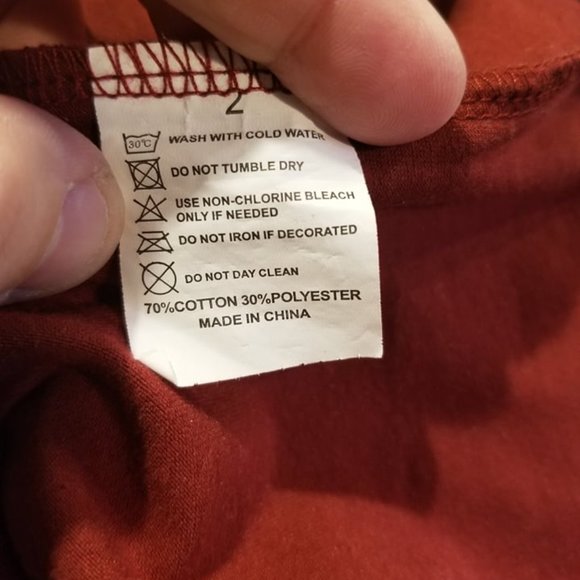 2
30°C WASH WITH COLD WATER
DO NOT TUMBLE DRY
USE NON-CHLORINE BLEACH
ONLY IF NEEDED
DO NOT IRON IF DECORATED
DO NOT DAY CLEAN
70%COTTON 30%POLYESTER
MADE IN CHINA